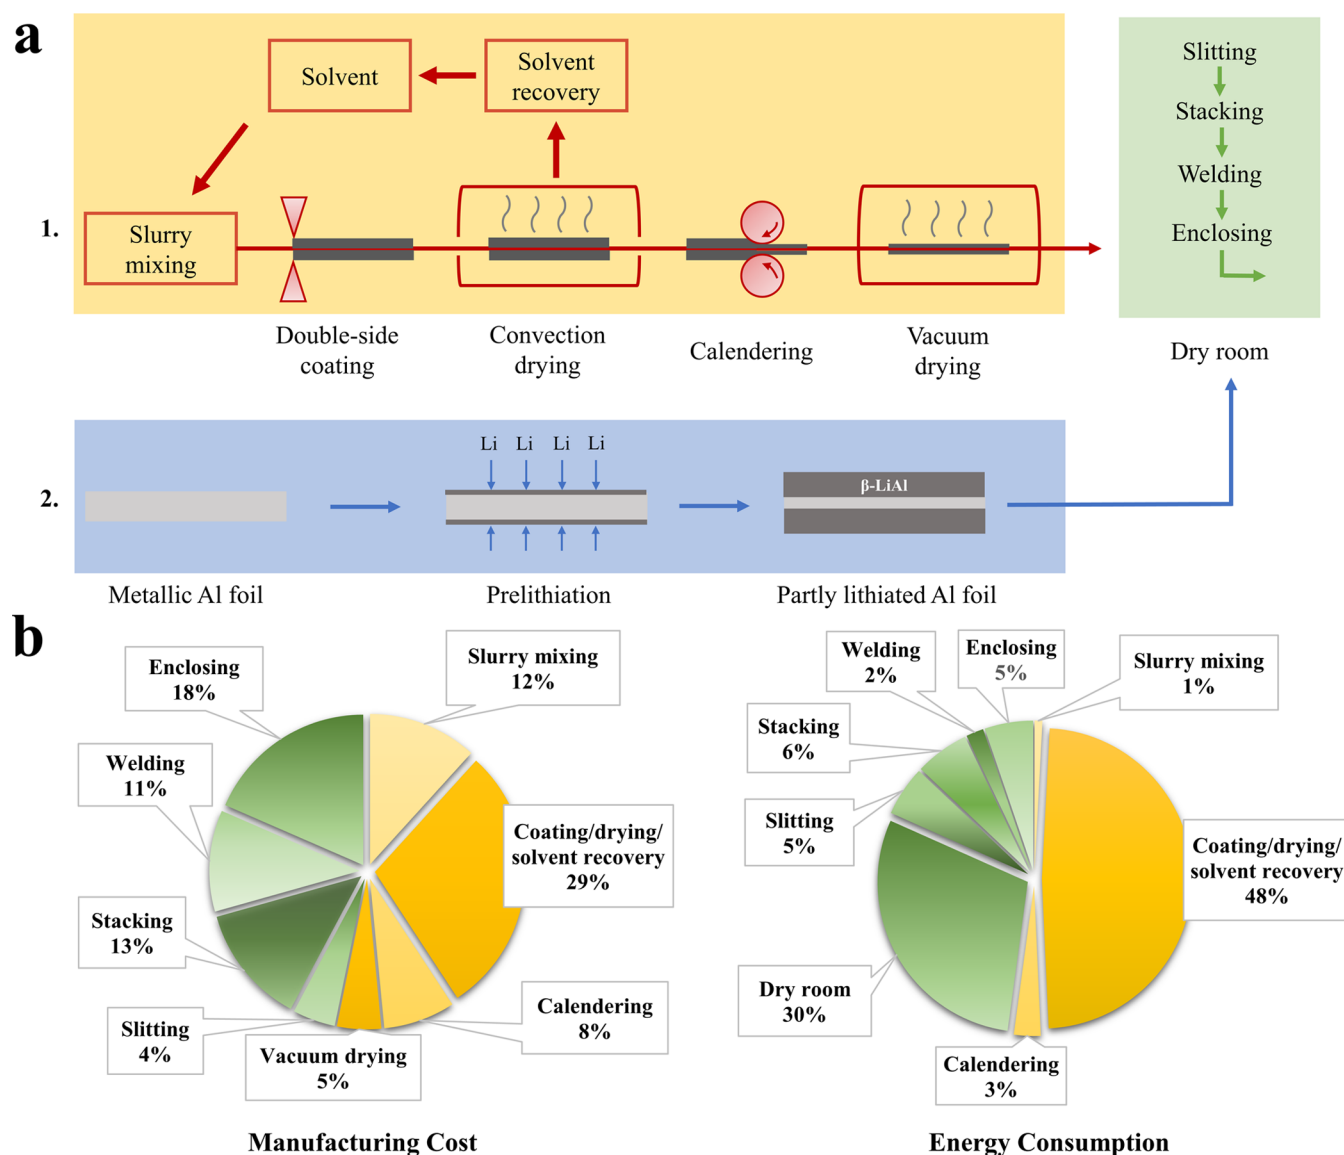 a
Solvent
Solvent
recovery
Slitting
Stacking
Welding
Enclosing
1.
Slurry
mixing
Double-side
coating
Convection
drying
Calendering
Vacuum
drying
Dry room
Li Li Li Li
2.
β-LiAl
Metallic Al foil
Prelithiation
Partly lithiated Al foil
b
Enclosing
18%
Slurry mixing
12%
Welding
11%
Coating/drying/
solvent recovery
29%
Stacking
13%
Slitting
4%
Vacuum drying
5%
Calendering
8%
Manufacturing Cost
Welding
2%
Enclosing
5%
Slurry mixing
1%
Stacking
6%
Slitting
5%
Coating/drying/
solvent recovery
48%
Dry room
30%
Calendering
3%
Energy Consumption